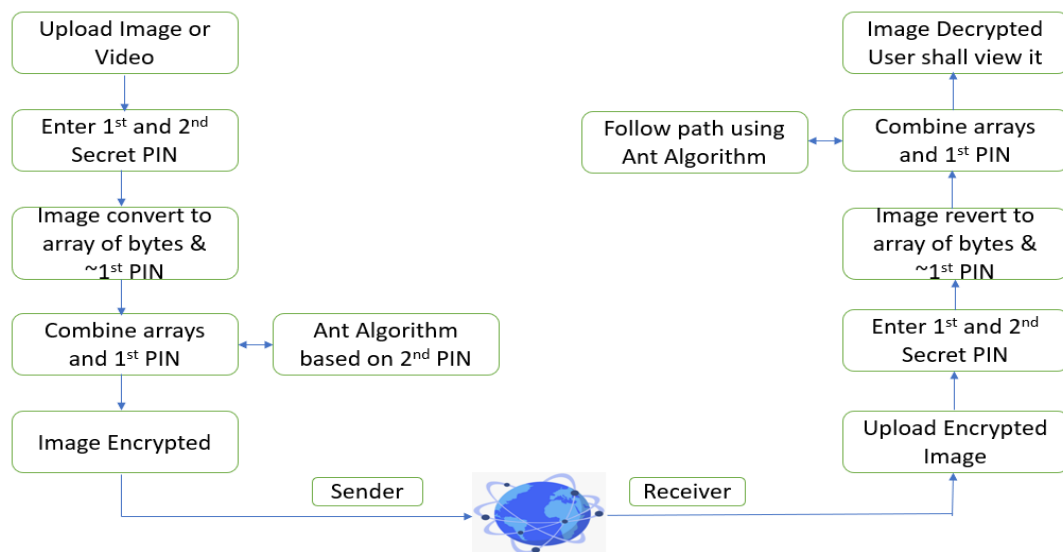 Upload Image or
Video
Enter 1st and 2nd
Secret PIN
Image convert to
array of bytes &
~1st PIN
Combine arrays
and 1st PIN
Ant Algorithm
based on 2nd PIN
Image Encrypted
Sender
Receiver
Upload Encrypted
Image
Enter 1st and 2nd
Secret PIN
Image revert to
array of bytes &
~1st PIN
Combine arrays
and 1st PIN
Follow path using
Ant Algorithm
Image Decrypted
User shall view it